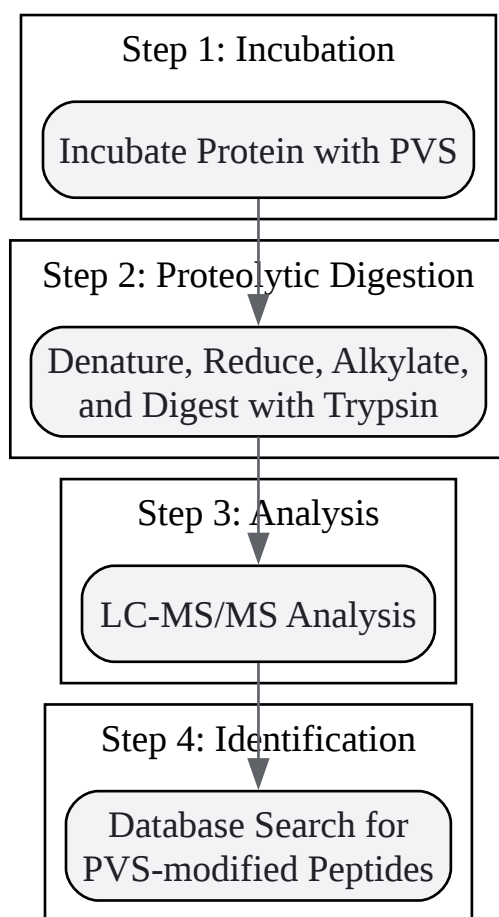 Step 1: Incubation
Incubate Protein with PVS
Step 2: Proteolytic Digestion
Denature, Reduce, Alkylate,
and Digest with Trypsin
Step 3: Analysis
LC-MS/MS Analysis
Step 4: Identification
Database Search for
PVS-modified Peptides